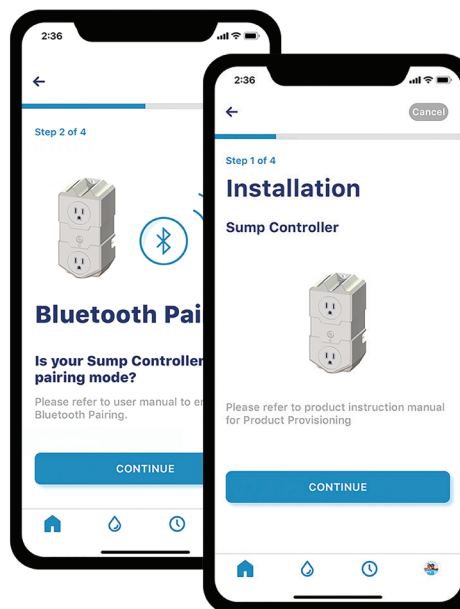 2:36
Step 2 of 4
Bluetooth Pai
Is your Sump Controller
pairing mode?
Please refer to user manual to
Bluetooth Pairing.
CONTINUE
2:36
Cancel
Step 1 of 4
Installation
Sump Controller
Please refer to product instruction manual
for Product Provisioning
CONTINUE